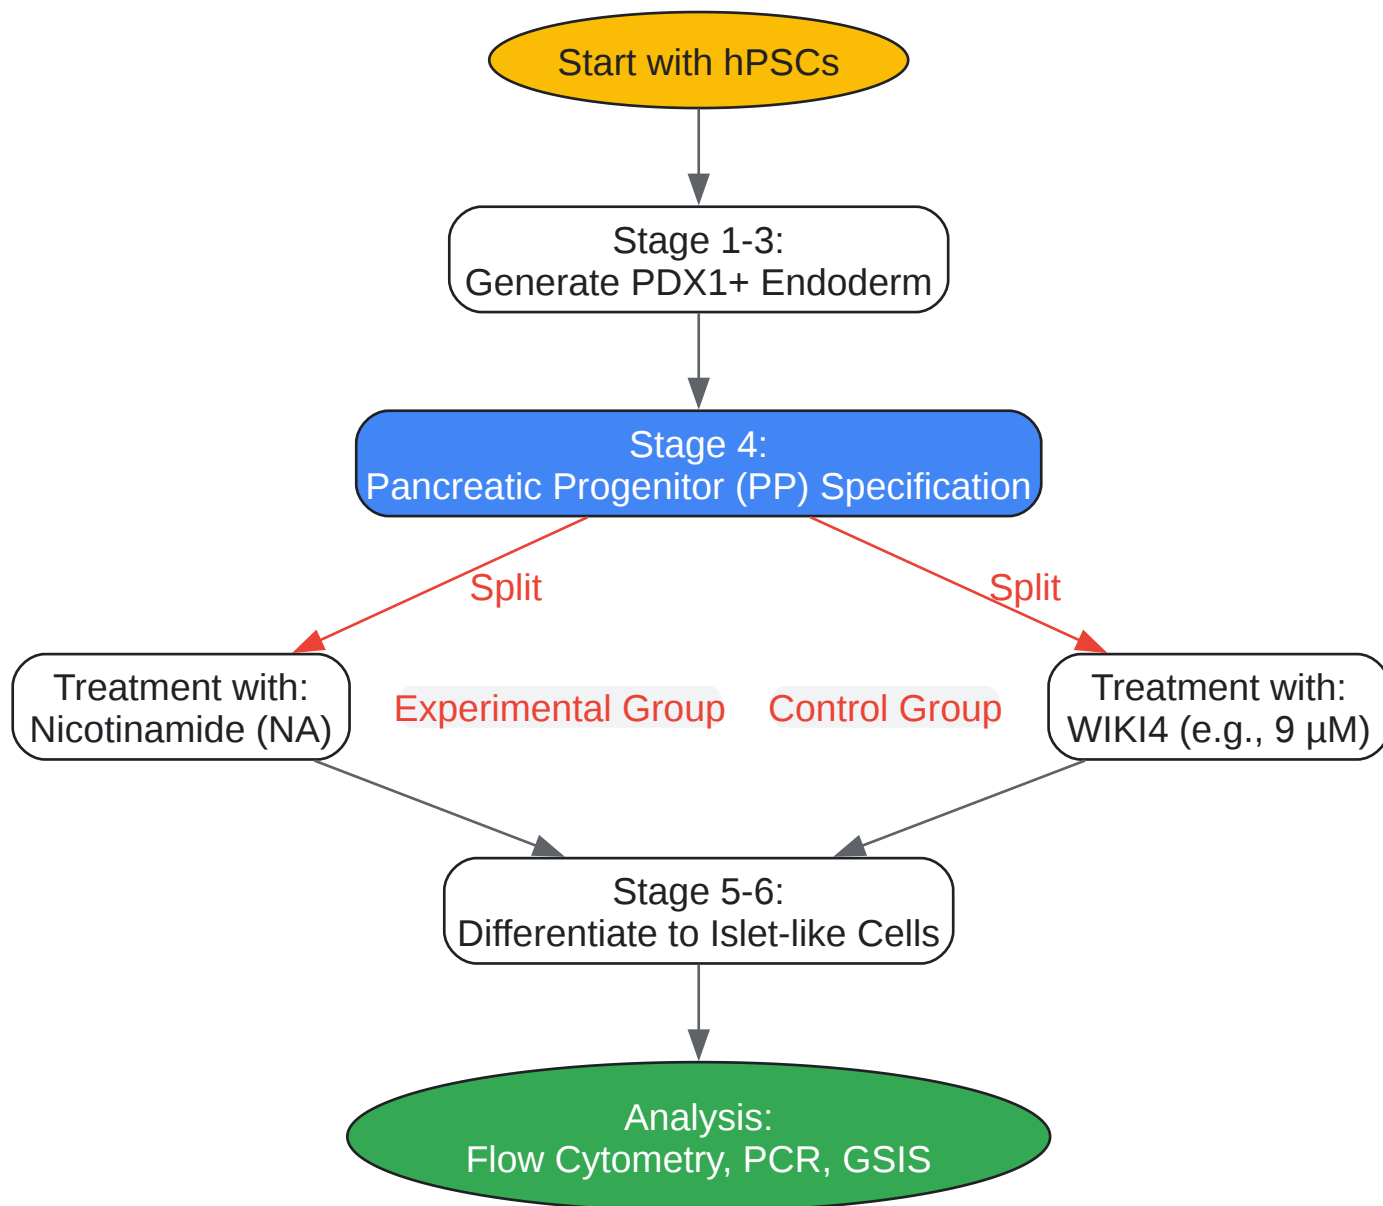 Start with hPSCs
Stage 1-3:
Generate PDX1+ Endoderm
Stage 4:
Pancreatic Progenitor (PP) Specification
Split
Split
Treatment with:
Nicotinamide (NA)
Experimental Group
Control Group
Treatment with:
WIKI4 (e.g., 9 µM)
Stage 5-6:
Differentiate to Islet-like Cells
Analysis:
Flow Cytometry, PCR, GSIS